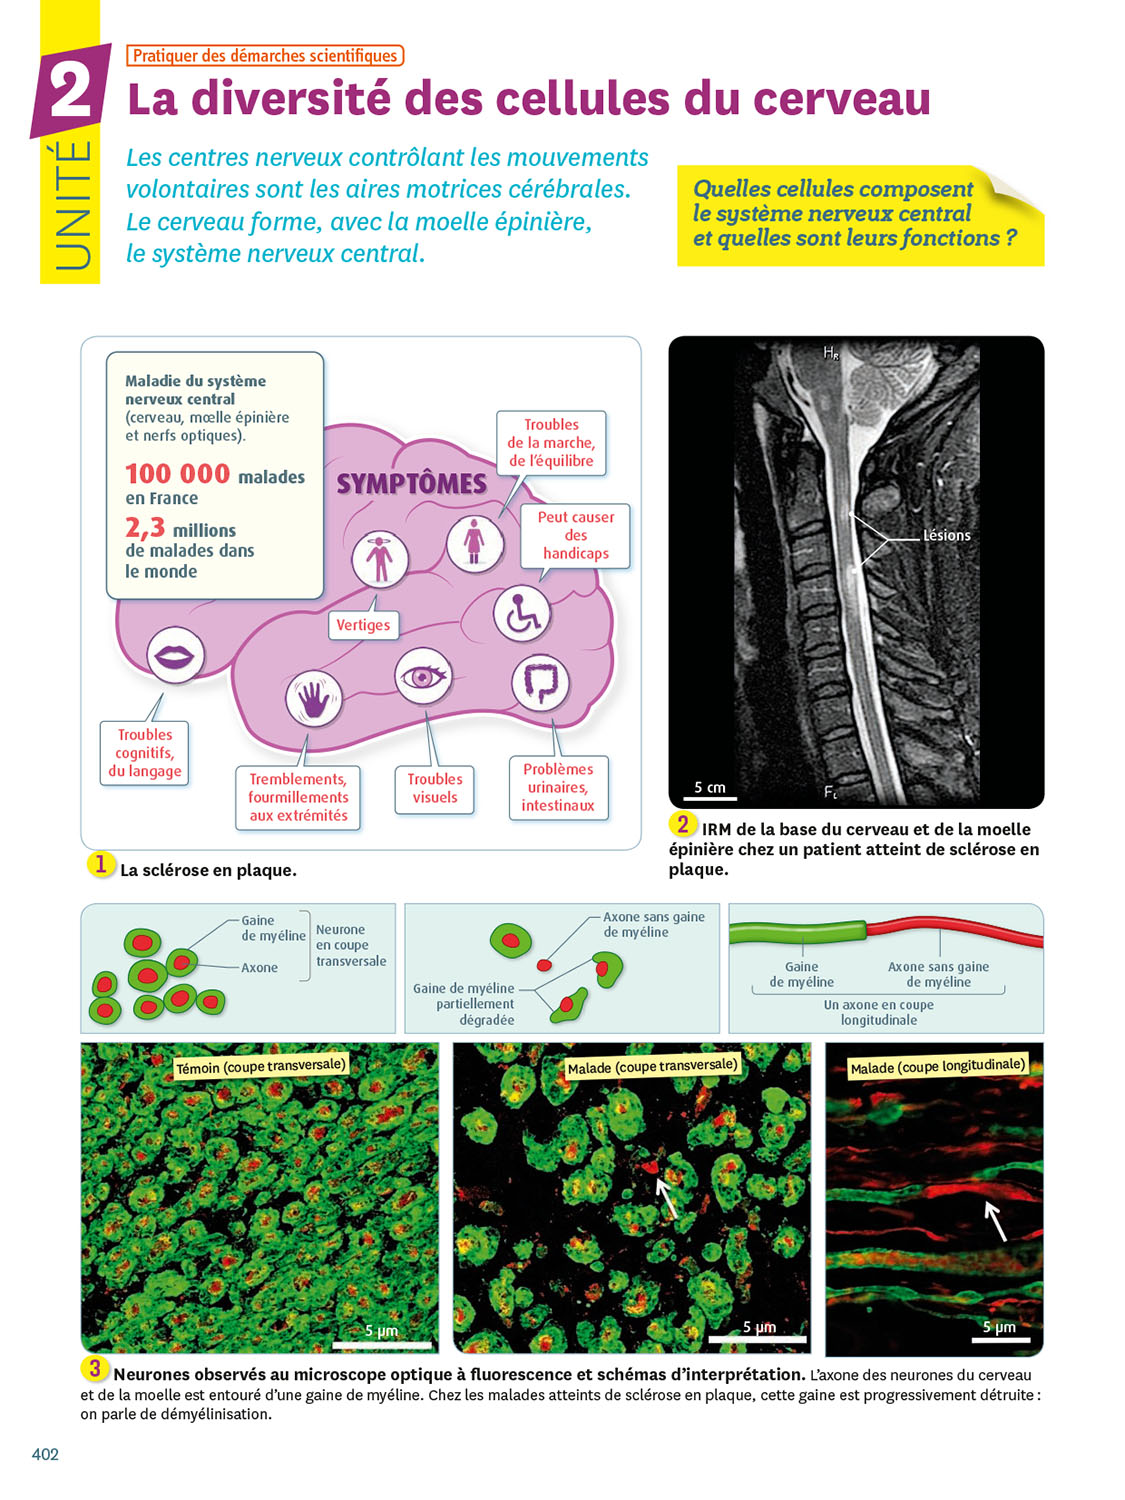 Pratiquer des démarches scientifiques
2
UNITÉ
La diversité des cellules du cerveau
Les centres nerveux contrôlant les mouvements
volontaires sont les aires motrices cérébrales.
Le cerveau forme, avec la moelle épinière,
le système nerveux central.
Quelles cellules composent
le système nerveux central
et quelles sont leurs fonctions ?
Maladie du système
nerveux central
(cerveau, mœlle épinière
et nerfs optiques).
100 000 malades
en France
2,3 millions
de malades dans
le monde
SYMPTÔMES
Troubles
de la marche,
de l'équilibre
Peut causer
des
handicaps
Vertiges
Troubles
cognitifs,
du langage
Tremblements,
fourmillements
aux extrémités
Troubles
visuels
Problèmes
urinaires,
intestinaux
1 La sclérose en plaque.
HR
Lésions
5 cm
FL
2 IRM de la base du cerveau et de la moelle
épinière chez un patient atteint de sclérose en
plaque.
Gaine
de myéline
Axone
Neurone
en coupe
transversale
Axone sans gaine
de myéline
Gaine de myéline
partiellement
dégradée
Gaine
de myéline
Axone sans gaine
de myéline
Un axone en coupe
longitudinale
Témoin (coupe transversale)
5 µm
Malade (coupe transversale)
5 µm
Malade (coupe longitudinale)
5 µm
3 Neurones observés au microscope optique à fluorescence et schémas d'interprétation. L'axone des neurones du cerveau
et de la moelle est entouré d'une gaine de myéline. Chez les malades atteints de sclérose en plaque, cette gaine est progressivement détruite :
on parle de démyélinisation.
402